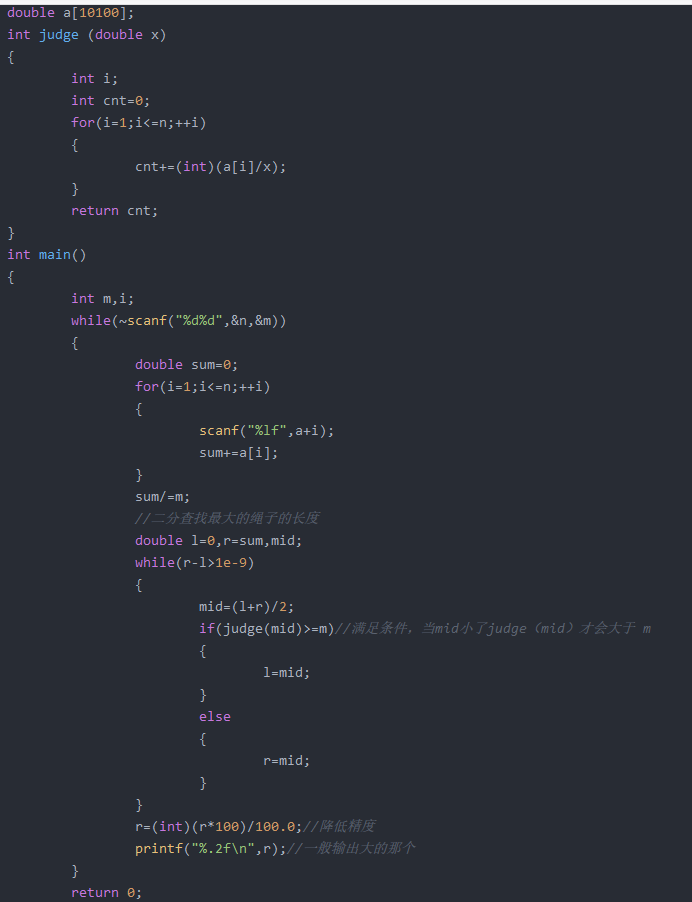 double a[10100];
int judge (double x)
{
int i;
int cnt=0;
for(i=1;i<=n;++i)
{
cnt+=(int)(a[i]/x);
}
return cnt;
}
int main()
{
int m,i;
while(~scanf("%d%d",&n,&m))
{
double sum=0;
for(i=1;i<=n;++i)
{
scanf("%lf",a+i);
sum+=a[i];
}
sum/=m;
//二分查找最大的绳子的长度
double l=0,r=sum,mid;
while(r-l>1e-9)
{
mid=(l+r)/2;
if(judge(mid)>=m)//满足条件，当mid小了judge（mid）才会大于 m
{
l=mid;
}
else
{
r=mid;
}
}
r=(int)(r*100)/100.0;//降低精度
printf("%.2f\n",r);//一般输出大的那个
}
return 0;